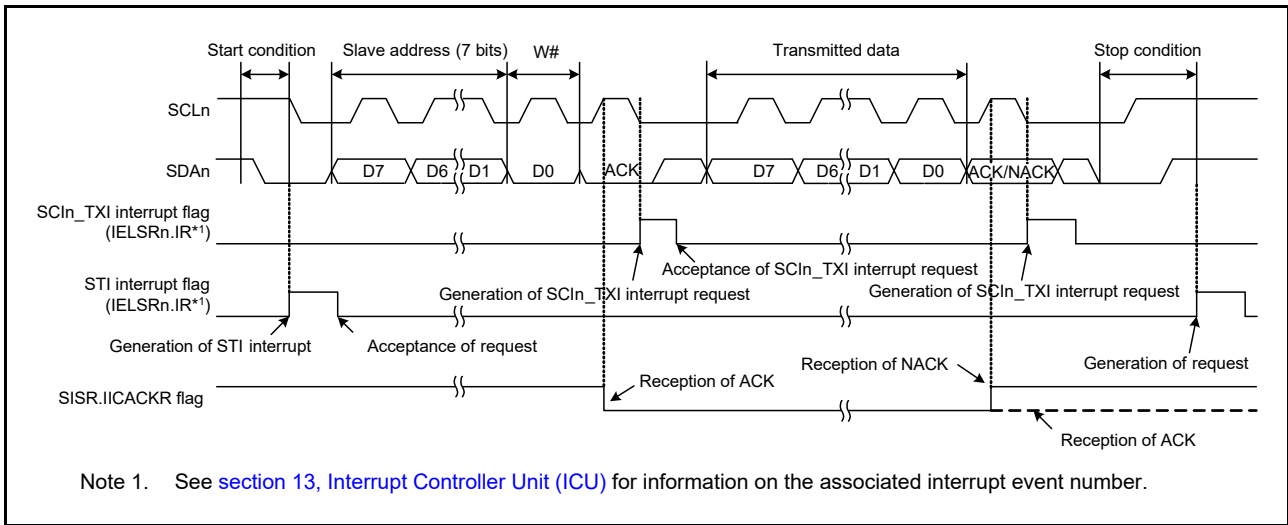 Start condition Slave address (7 bits) W# Transmitted data Stop condition
SCLn
SDAn D7 D6 D1 D0 ACK D7 D6 D1 D0 ACK/NACK
SCIn_TXI interrupt flag
(IELSRn.IR*1)
Acceptance of SCIn_TXI interrupt request
STI interrupt flag
(IELSRn.IR*1)
Generation of SCIn_TXI interrupt request Generation of SCIn_TXI interrupt request
Generation of STI interrupt Acceptance of request Generation of request
Reception of ACK Reception of NACK
SISR.IICACKR flag
Reception of ACK
Note 1. See section 13, Interrupt Controller Unit (ICU) for information on the associated interrupt event number.